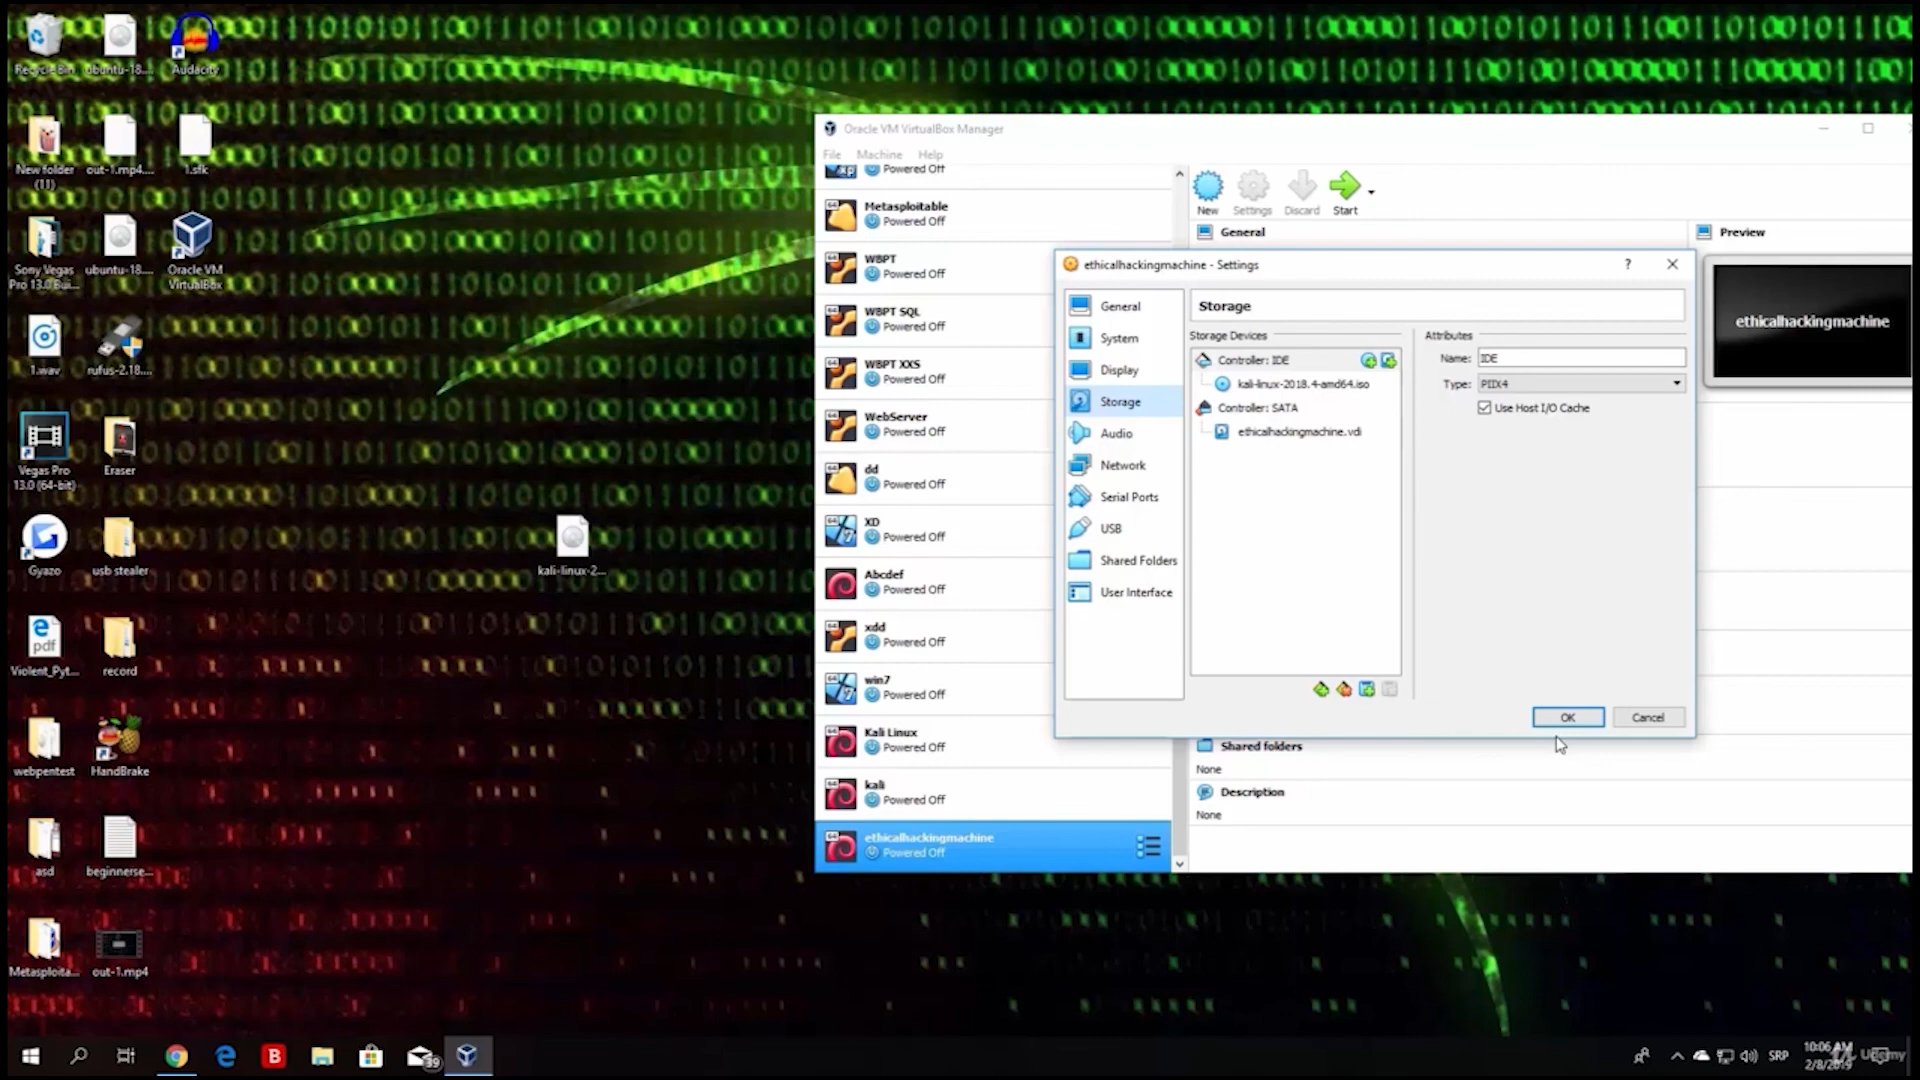 Recycle Bin
ubuntu-18....
Audacity
New folder
(11)
out-1.mp4....
1.sfk
Sony Vegas
Pro 13.0 Bui...
ubuntu-18....
Oracle VM
VirtualBox
1.wav
rufus-2.18....
Vegas Pro
13.0 (64-bit)
Eraser
Gyazo
usb stealer
kali-linux-2...
Violent_Pyt...
record
webpentest
HandBrake
asd
beginnerse...
Metasploita...
out-1.mp4
Oracle VM VirtualBox Manager
File Machine Help
Powered Off
Metasploitable
Powered Off
WBPT
Powered Off
WBPT SQL
Powered Off
WBPT XXS
Powered Off
WebServer
Powered Off
dd
Powered Off
XD
Powered Off
Abcdef
Powered Off
xdd
Powered Off
win7
Powered Off
Kali Linux
Powered Off
kali
Powered Off
ethicalhackingmachine
Powered Off
New Settings Discard Start
General
Preview
ethicalhackingmachine
ethicalhackingmachine - Settings
?
General
System
Display
Storage
Audio
Network
Serial Ports
USB
Shared Folders
User Interface
Storage
Storage Devices
Controller: IDE
kali-linux-2018.4-amd64.iso
Controller: SATA
ethicalhackingmachine.vdi
Attributes
Name: IDE
Type: PIIX4
Use Host I/O Cache
OK Cancel
Shared folders
None
Description
None
39
SRP
10:06 AM
2/8/2019
Udemy